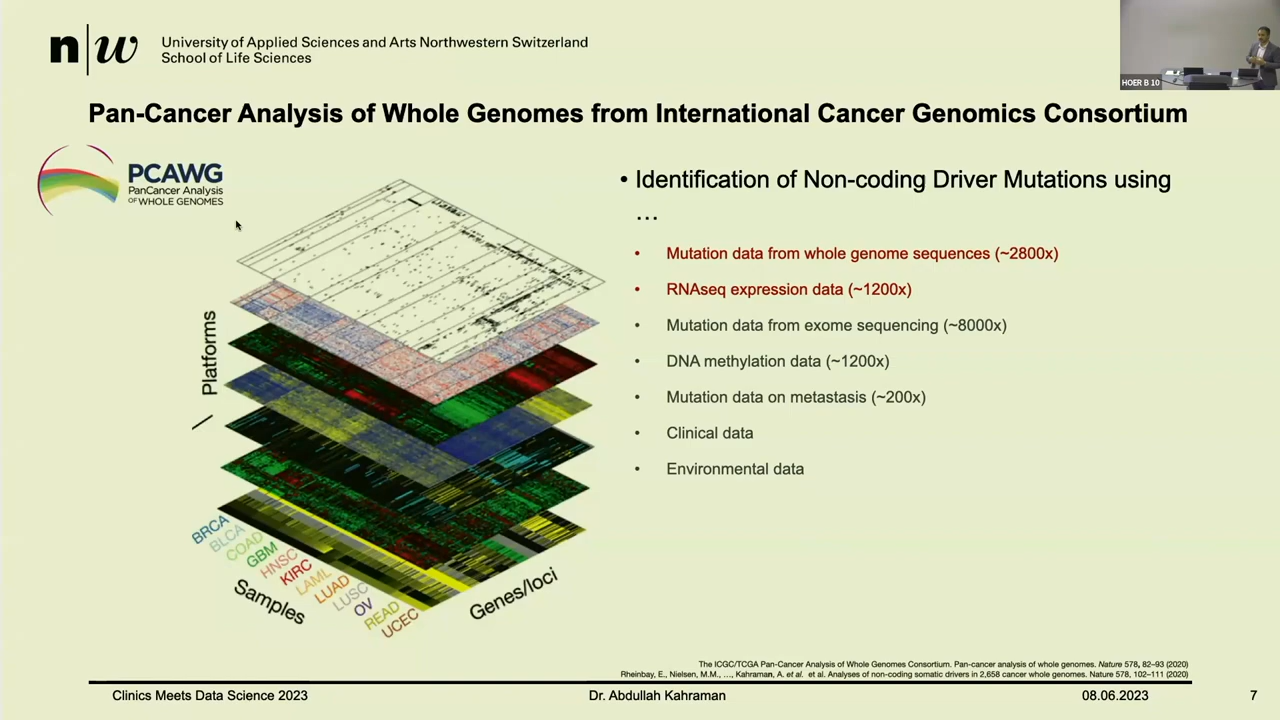 n|w
University of Applied Sciences and Arts Northwestern Switzerland
School of Life Sciences
HOER B 10
Pan-Cancer Analysis of Whole Genomes from International Cancer Genomics Consortium
PCAWG
PanCancer Analysis
OF WHOLE GENOMES
• Identification of Non-coding Driver Mutations using
...
• Mutation data from whole genome sequences (~2800x)
• RNAseq expression data (~1200x)
• Mutation data from exome sequencing (~8000x)
• DNA methylation data (~1200x)
• Mutation data on metastasis (~200x)
• Clinical data
• Environmental data
Platforms
BRCA
BLCA
COAD
GBM
HNSC
KIRC
LAML
LUAD
LUSC
OV
READ
UCEC
Samples
Genes/loci
The ICGC/TCGA Pan-Cancer Analysis of Whole Genomes Consortium. Pan-cancer analysis of whole genomes. Nature 578, 82–93 (2020)
Rheinbay, E., Nielsen, M.M., ..., Kahraman, A. et al. et al. Analyses of non-coding somatic drivers in 2,658 cancer whole genomes. Nature 578, 102–111 (2020)
Clinics Meets Data Science 2023
Dr. Abdullah Kahraman
08.06.2023
7